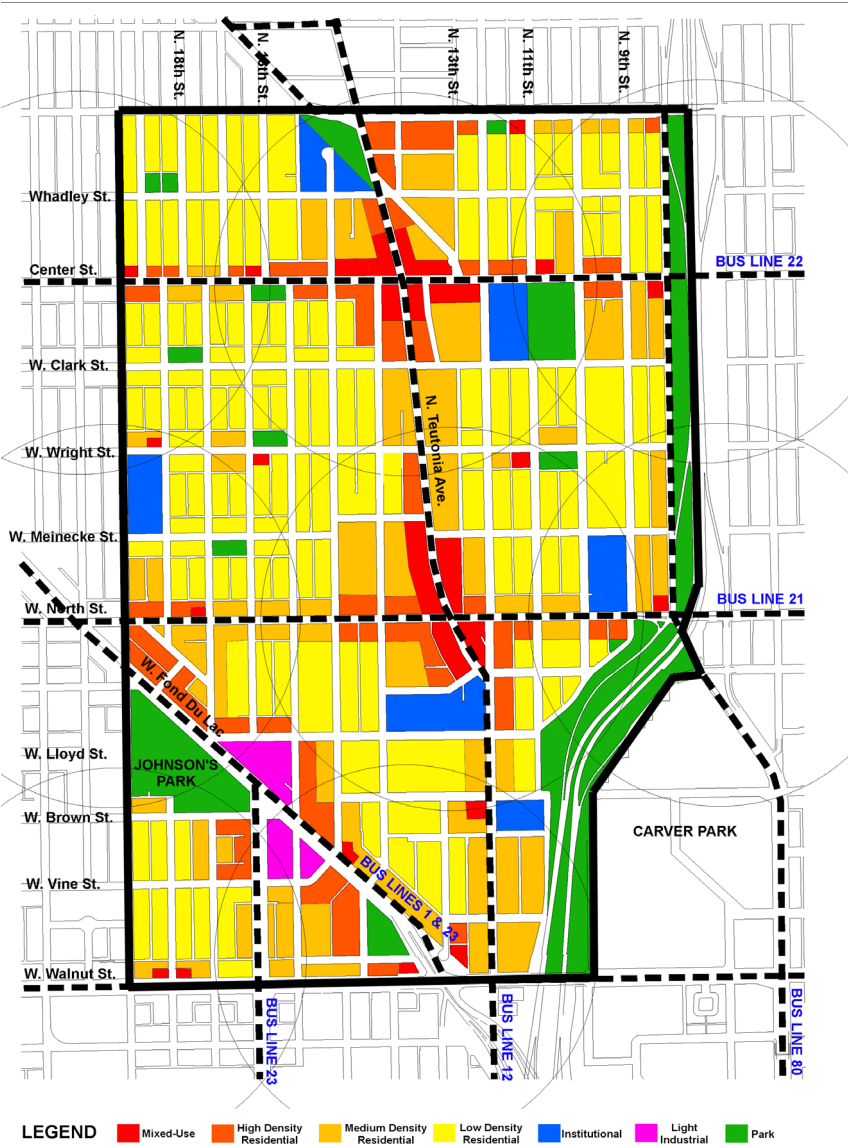 N. 18th St.
N. 16th St.
N. 13th St.
N. 11th St.
N. 9th St.
Whadley St.
Center St.
BUS LINE 22
W. Clark St.
N. Teutonia Ave.
W. Wright St.
W. Meinecke St.
W. North St.
BUS LINE 21
W. Fond Du Lac
W. Lloyd St.
JOHNSON'S
PARK
W. Brown St.
CARVER PARK
BUS LINES 1 & 23
W. Vine St.
W. Walnut St.
BUS LINE 23
BUS LINE 12
BUS LINE 80
LEGEND
Mixed-Use
High Density
Residential
Medium Density
Residential
Low Density
Residential
Institutional
Light
Industrial
Park